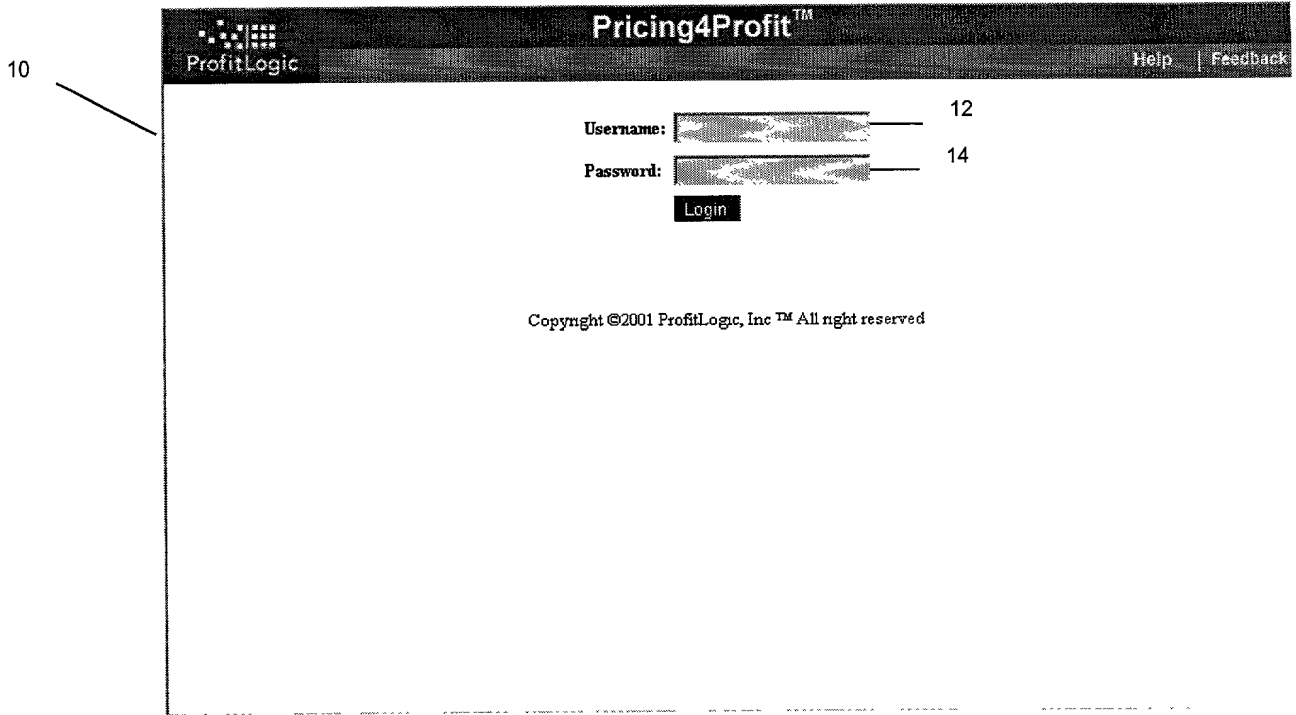 Pricing4Profit™
ProfitLogic
Help | Feedback
10
Username:
12
Password:
14
Login
Copyright ©2001 ProfitLogic, Inc ™ All right reserved